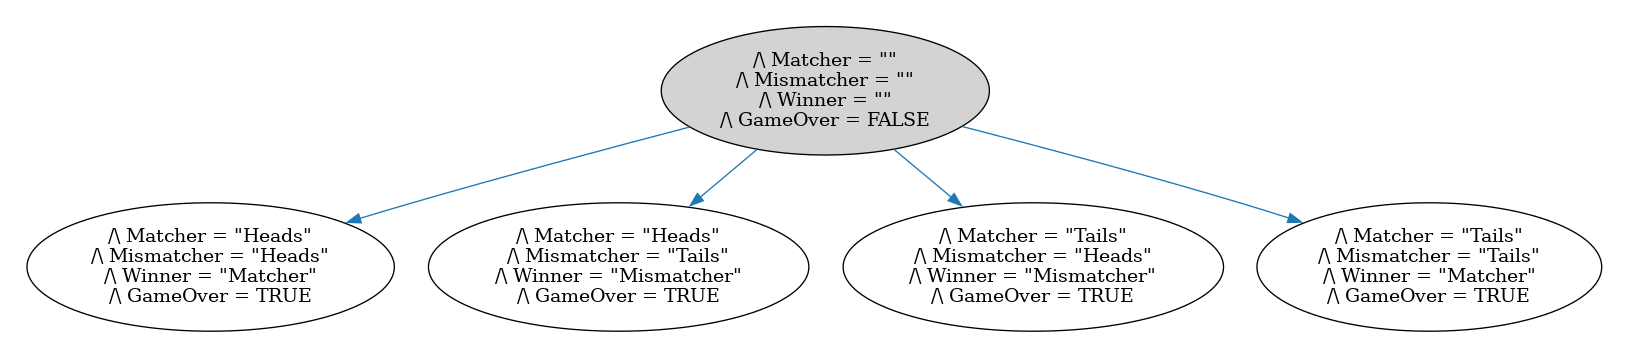 /\ Matcher = ""
/\ Mismatcher = ""
/\ Winner = ""
/\ GameOver = FALSE
/\ Matcher = "Heads"
/\ Mismatcher = "Heads"
/\ Winner = "Matcher"
/\ GameOver = TRUE
/\ Matcher = "Heads"
/\ Mismatcher = "Tails"
/\ Winner = "Mismatcher"
/\ GameOver = TRUE
/\ Matcher = "Tails"
/\ Mismatcher = "Heads"
/\ Winner = "Mismatcher"
/\ GameOver = TRUE
/\ Matcher = "Tails"
/\ Mismatcher = "Tails"
/\ Winner = "Matcher"
/\ GameOver = TRUE